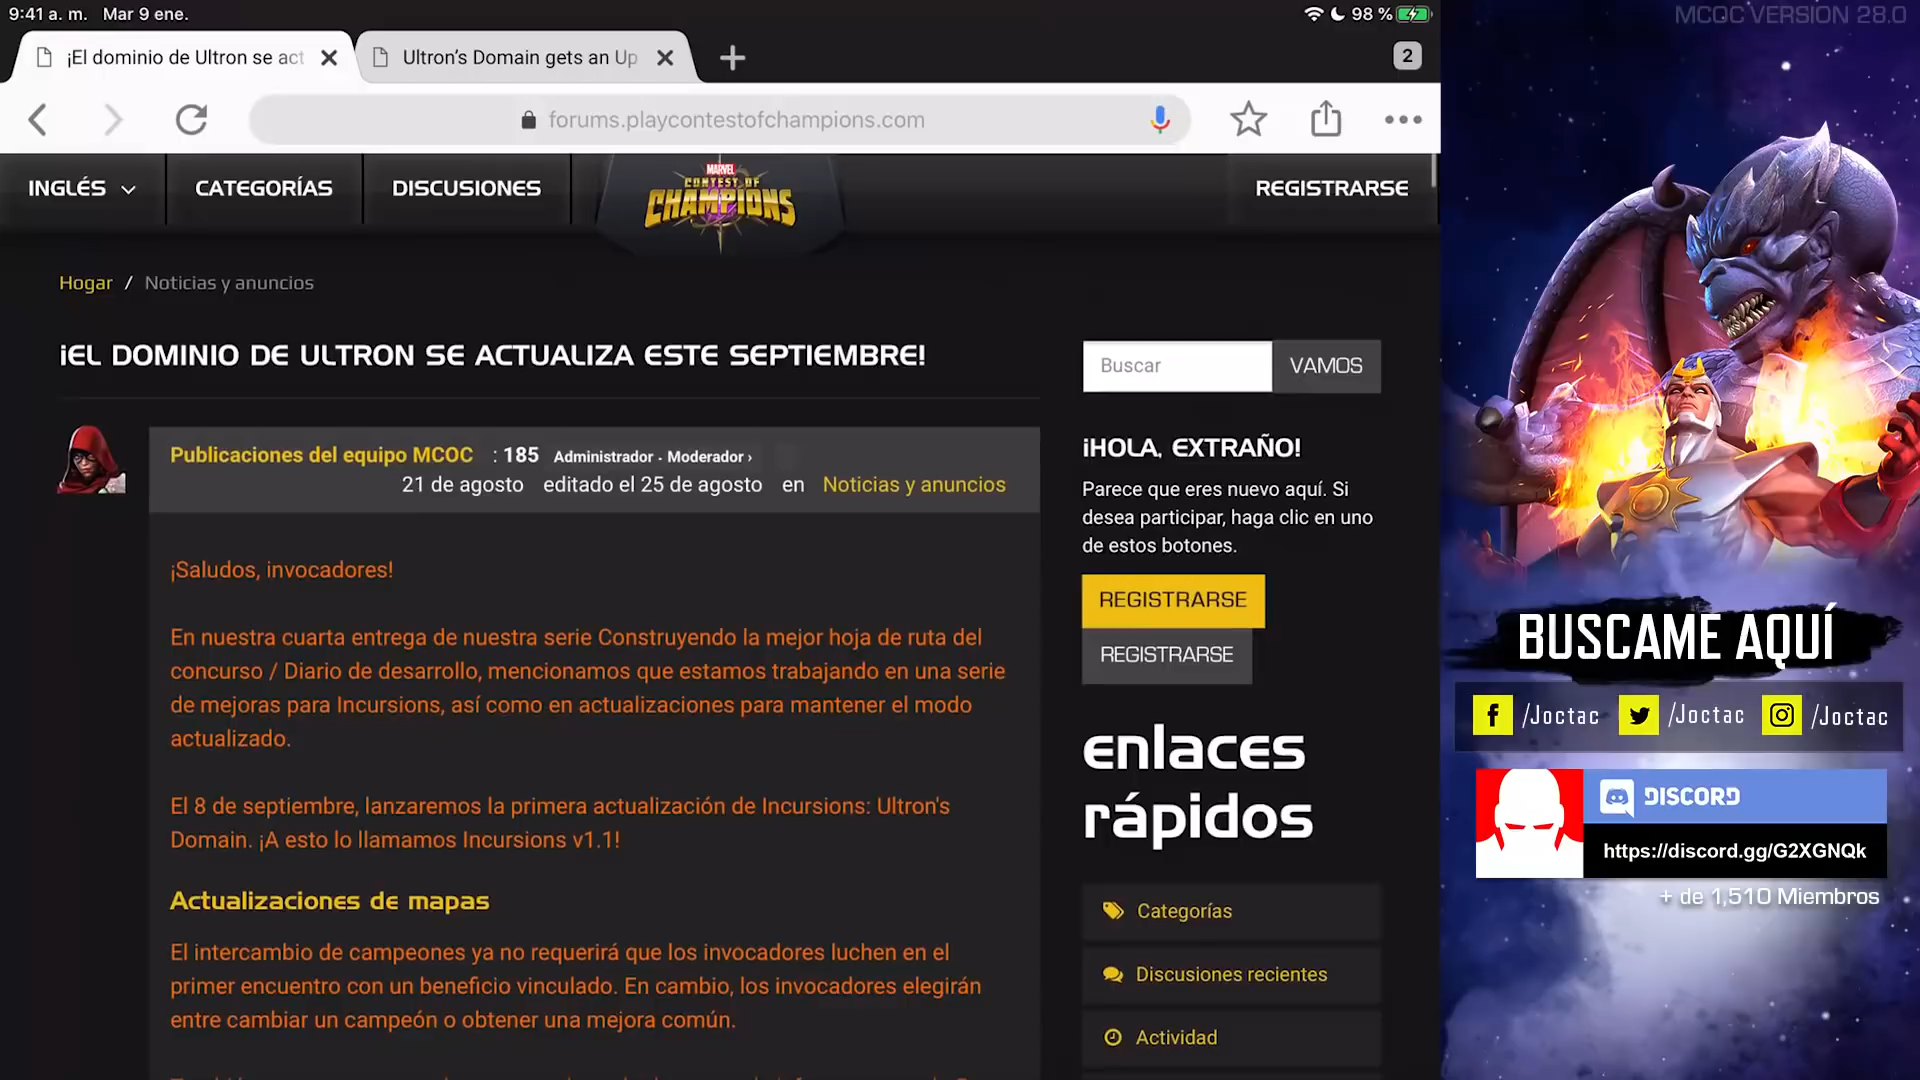 9:41 a. m. Mar 9 ene.
98 %
MCOC VERSION 28.0
¡El dominio de Ultron se act
Ultron's Domain gets an Up
2
forums.playcontestofchampions.com
INGLÉS
CATEGORÍAS
DISCUSIONES
MARVEL
CONTEST OF
CHAMPIONS
REGISTRARSE
Hogar / Noticias y anuncios
¡EL DOMINIO DE ULTRON SE ACTUALIZA ESTE SEPTIEMBRE!
Publicaciones del equipo MCOC : 185 Administrador · Moderador ›
21 de agosto editado el 25 de agosto en Noticias y anuncios
¡Saludos, invocadores!
En nuestra cuarta entrega de nuestra serie Construyendo la mejor hoja de ruta del
concurso / Diario de desarrollo, mencionamos que estamos trabajando en una serie
de mejoras para Incursions, así como en actualizaciones para mantener el modo
actualizado.
El 8 de septiembre, lanzaremos la primera actualización de Incursions: Ultron's
Domain. ¡A esto lo llamamos Incursions v1.1!
Actualizaciones de mapas
El intercambio de campeones ya no requerirá que los invocadores luchen en el
primer encuentro con un beneficio vinculado. En cambio, los invocadores elegirán
entre cambiar un campeón o obtener una mejora común.
Buscar
VAMOS
¡HOLA, EXTRAÑO!
Parece que eres nuevo aquí. Si
desea participar, haga clic en uno
de estos botones.
REGISTRARSE
REGISTRARSE
enlaces
rápidos
Categorías
Discusiones recientes
Actividad
BUSCAME AQUÍ
/Joctac
/Joctac
/Joctac
DISCORD
https://discord.gg/G2XGNQk
+ de 1,510 Miembros